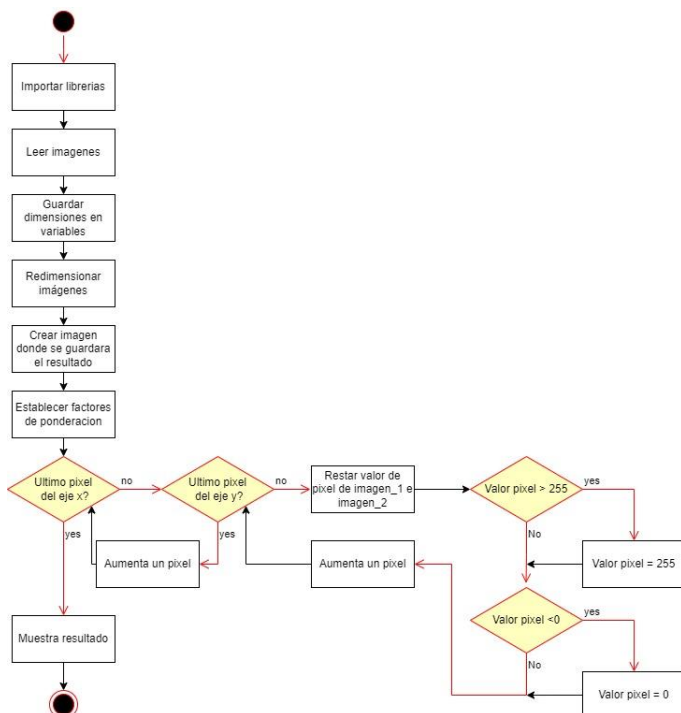 Importar librerias
Leer imagenes
Guardar
dimensiones en
variables
Redimensionar
imágenes
Crear imagen
donde se guardara
el resultado
Establecer factores
de ponderacion
Ultimo pixel
del eje x?
no
yes
Ultimo pixel
del eje y?
no
yes
Restar valor de
pixel de imagen_1 e
imagen_2
Valor pixel > 255
yes
No
Aumenta un pixel
Aumenta un pixel
Valor pixel = 255
Valor pixel <0
yes
No
Muestra resultado
Valor pixel = 0